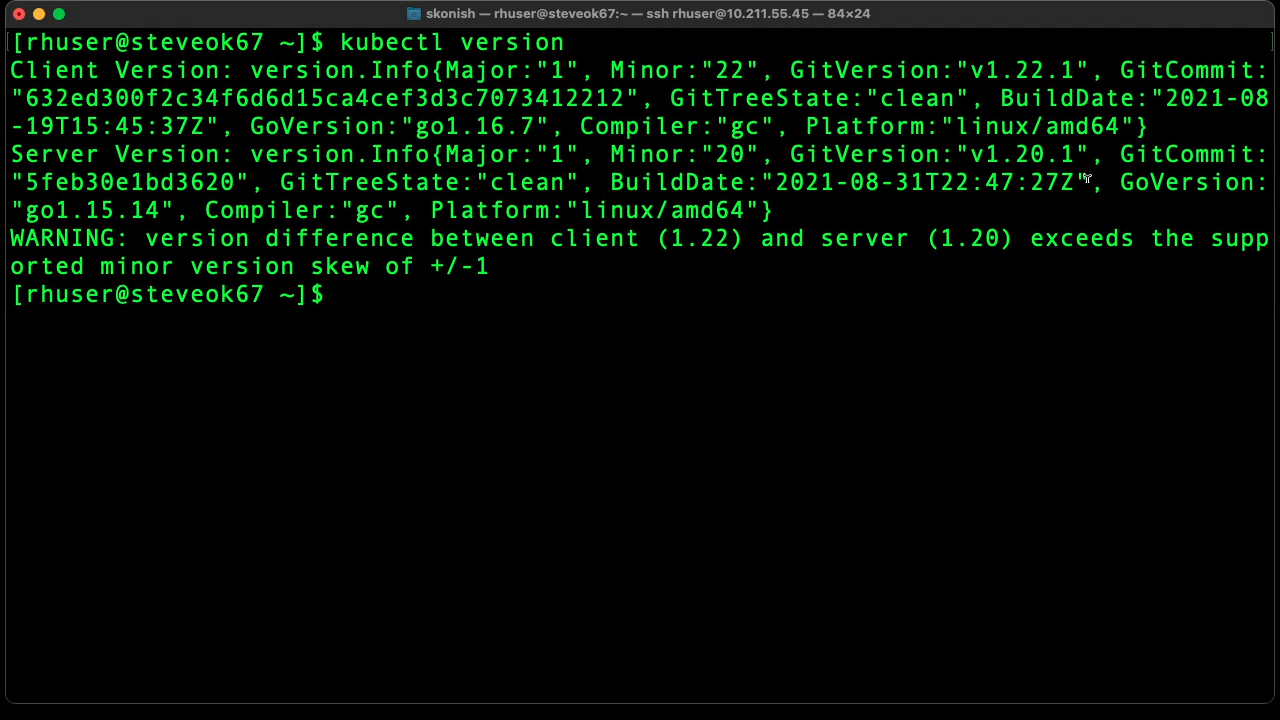 skonish — rhuser@steveok67:~ — ssh rhuser@10.211.55.45 — 84×24
[rhuser@steveok67 ~]$ kubectl version
Client Version: version.Info{Major:"1", Minor:"22", GitVersion:"v1.22.1", GitCommit:
"632ed300f2c34f6d6d15ca4cef3d3c7073412212", GitTreeState:"clean", BuildDate:"2021-08
-19T15:45:37Z", GoVersion:"go1.16.7", Compiler:"gc", Platform:"linux/amd64"}
Server Version: version.Info{Major:"1", Minor:"20", GitVersion:"v1.20.1", GitCommit:
"5feb30e1bd3620", GitTreeState:"clean", BuildDate:"2021-08-31T22:47:27Z", GoVersion:
"go1.15.14", Compiler:"gc", Platform:"linux/amd64"}
WARNING: version difference between client (1.22) and server (1.20) exceeds the supp
orted minor version skew of +/-1
[rhuser@steveok67 ~]$